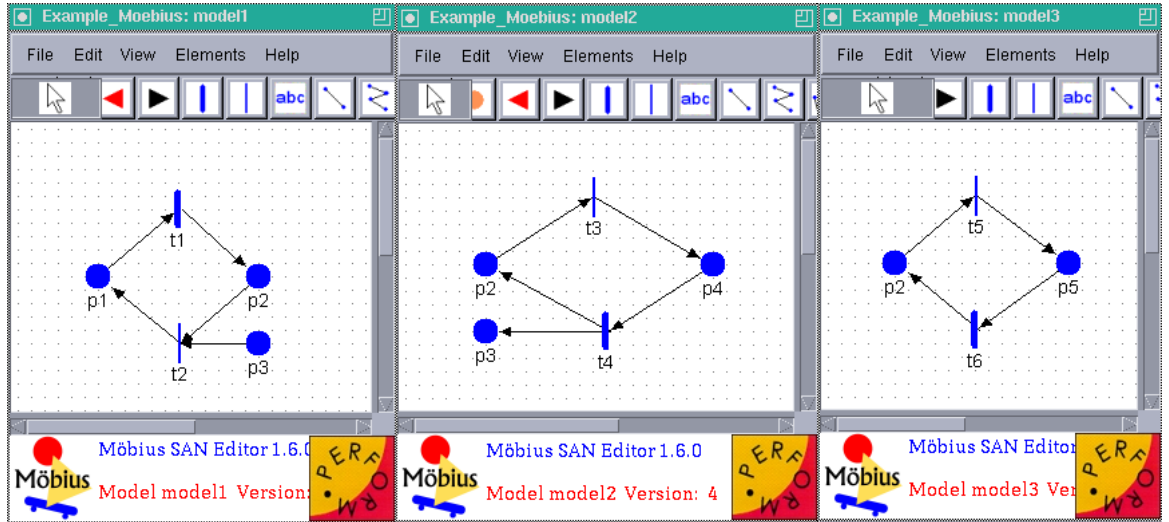 Example_Moebius: model1
File Edit View Elements Help
abc
t1
p1
p2
t2
p3
Möbius
Möbius SAN Editor 1.6.0
Model model1 Version:
PERFORM
Example_Moebius: model2
File Edit View Elements Help
abc
t3
p2
p4
p3
t4
Möbius
Möbius SAN Editor 1.6.0
Model model2 Version: 4
PERFORM
Example_Moebius: model3
File Edit View Elements Help
abc
t5
p2
p5
t6
Möbius
Möbius SAN Editor
Model model3 Ver
PERFORM